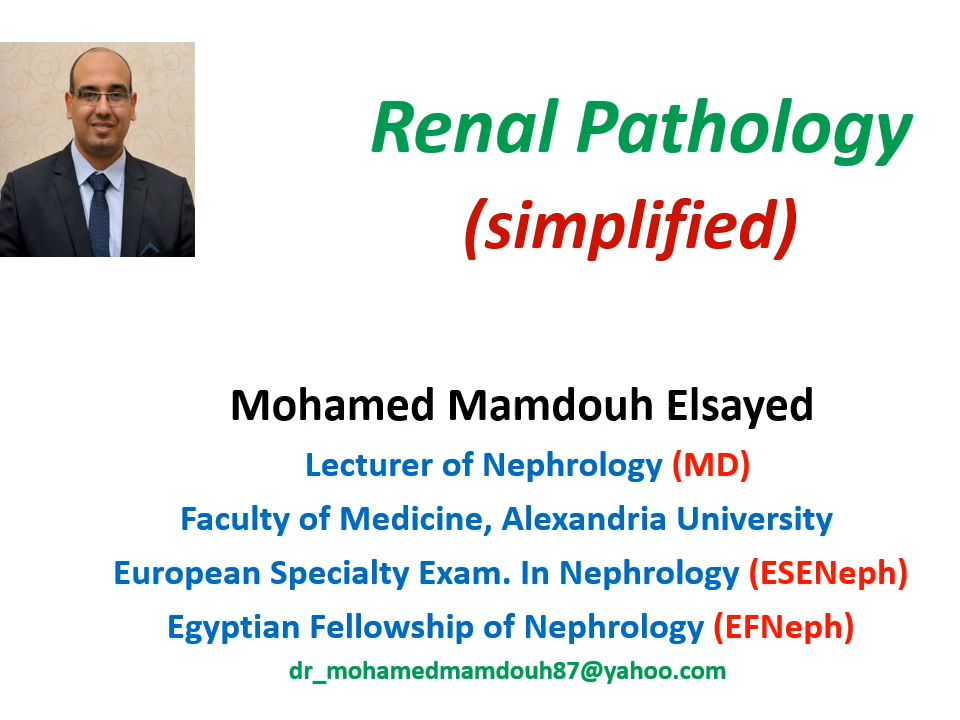 Renal Pathology
(simplified)
Mohamed Mamdouh Elsayed
Lecturer of Nephrology (MD)
Faculty of Medicine, Alexandria University
European Specialty Exam. In Nephrology (ESENeph)
Egyptian Fellowship of Nephrology (EFNeph)
dr_mohamedmamdouh87@yahoo.com